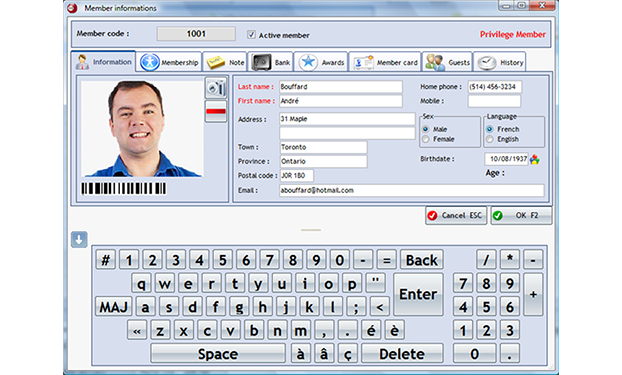 Member informations
Member code : 1001 Active member Privilege Member
Information Membership Note Bank Awards Member card Guests History
Last name : Bouffard Home phone : (514) 456-3234
First name : André Mobile :
Address : 31 Maple Sex Language
Male French
Female English
Town : Toronto
Province : Ontario Birthdate : 10/08/1937
Postal code : J0R 1B0 Age :
Email : abouffard@hotmail.com
Cancel ESC OK F2
# 1 2 3 4 5 6 7 8 9 0 - = Back / * -
q w e r t y u i o p " Enter 7 8 9 +
MAJ a s d f g h j k l ; < 4 5 6
« z x c v b n m , . é è 1 2 3
Space à â ç Delete 0 .